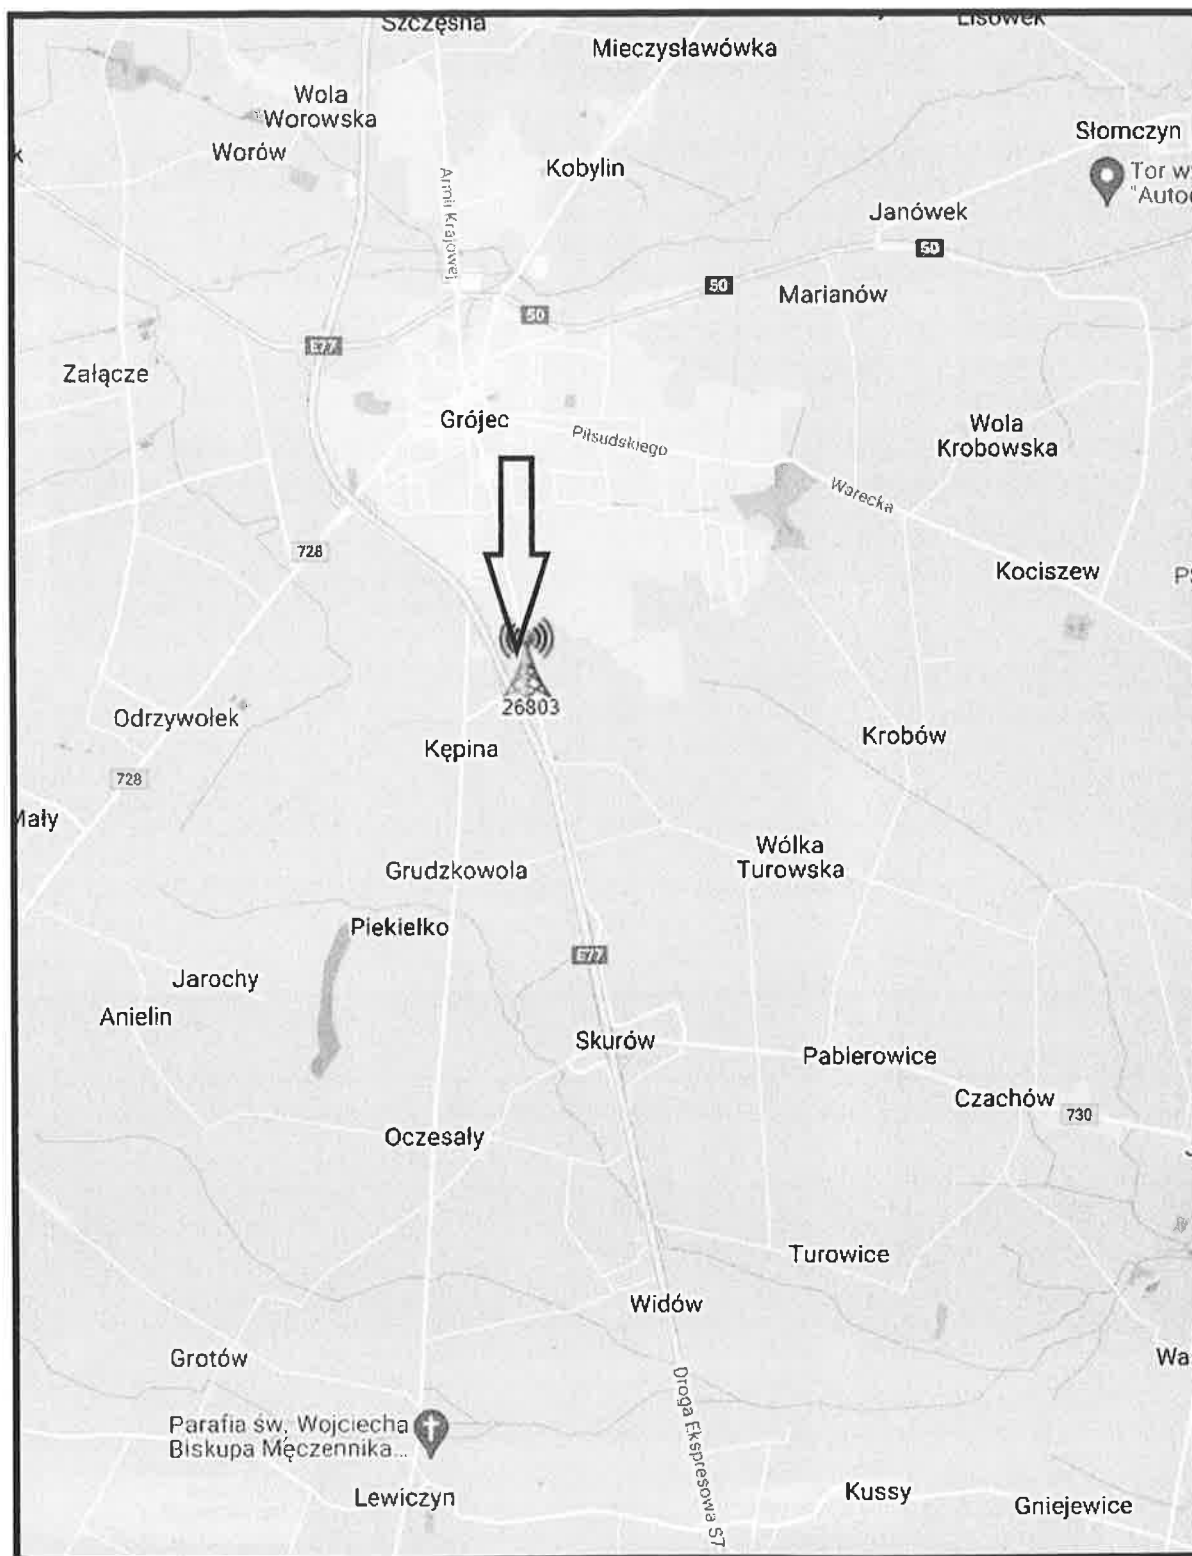 Szczęsna
Lisówek
Mieczysławówka
Wola
Worowska
Worów
Kobylin
Armii Krajowej
Słomczyn
Tor w
"Auto
Janówek
50
50
Marianów
50
E77
Załącze
Grójec
Piłsudskiego
Wola
Krobowska
Warecka
728
Kociszew
26803
Odrzywołek
Krobów
Kępina
728
Mały
Wólka
Turowska
Grudzkowola
Piekiełko
E77
Jarochy
Anielin
Skurów
Pabierowice
Czachów
730
Oczesały
Turowice
Widów
Grotów
Wa
Droga Ekspresowa S7
Parafia św. Wojciecha
Biskupa Męczennika...
Lewiczyn
Kussy
Gniejewice